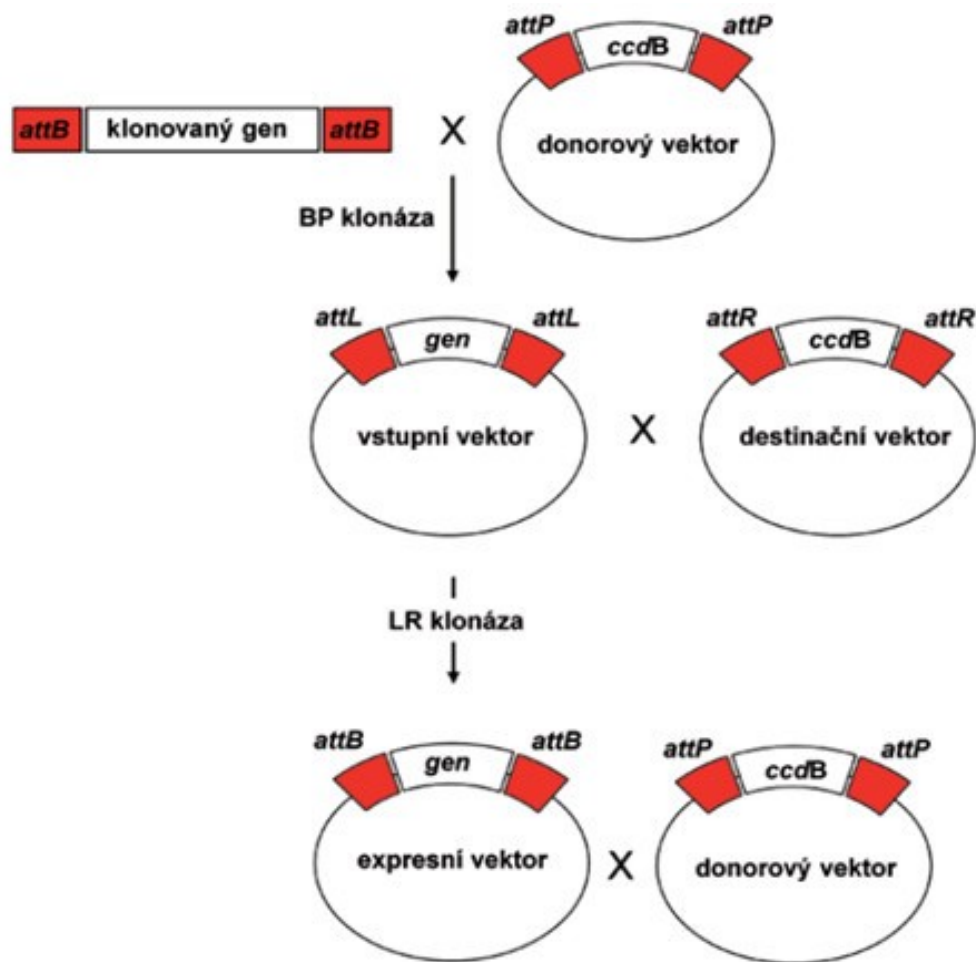 attP attP
ccdB
attB klonovaný gen attB X donorový vektor
BP klonáza
attL attL attR attR
gen ccdB
vstupní vektor X destinační vektor
LR klonáza
attB attB attP attP
gen ccdB
expresní vektor X donorový vektor